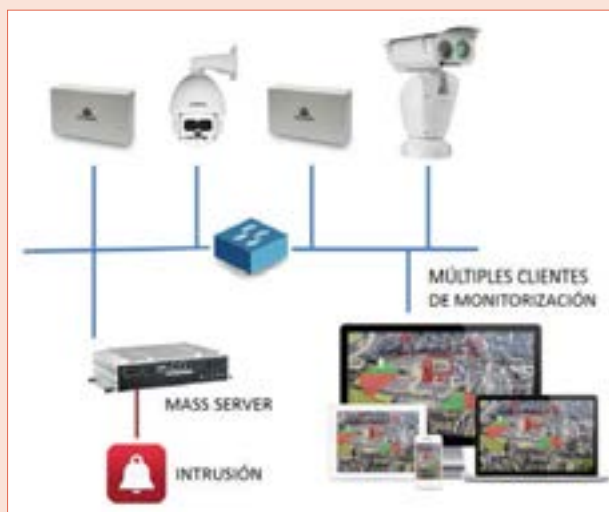 MÚLTIPLES CLIENTES
DE MONITORIZACIÓN
MASS SERVER
INTRUSIÓN